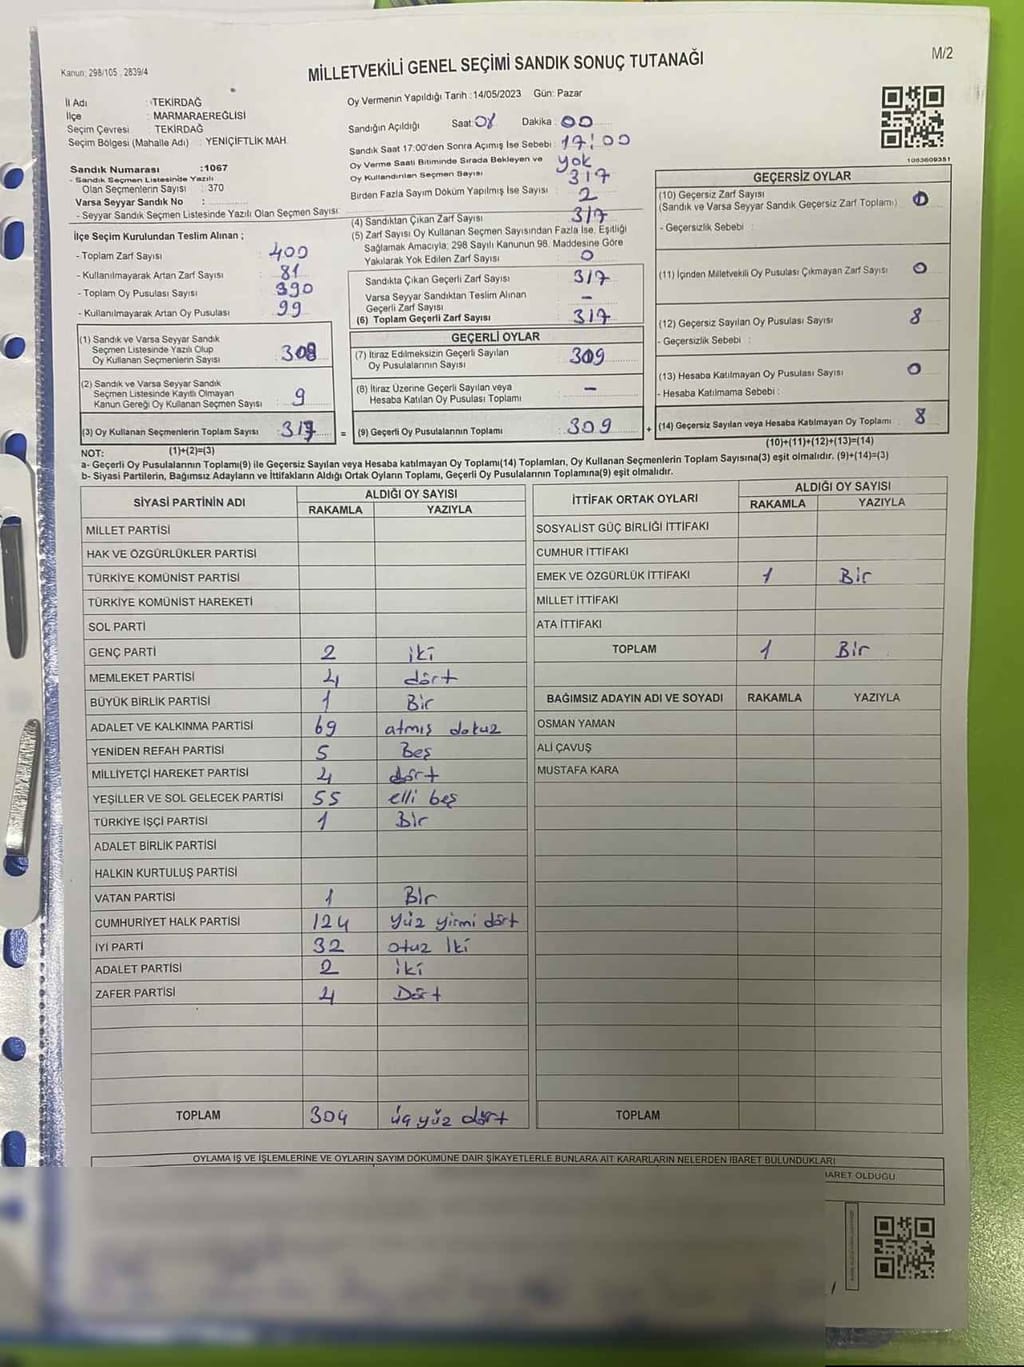 Kanun: 298/105 , 2839/4
MİLLETVEKİLİ GENEL SEÇİMİ SANDIK SONUÇ TUTANAĞI
M/2
İl Adı : TEKİRDAĞ
İlçe : MARMARAEREĞLİSİ
Seçim Çevresi : TEKİRDAĞ
Seçim Bölgesi (Mahalle Adı) : YENİÇİFTLİK MAH.
Sandık Numarası : 1067
- Sandık Seçmen Listesinde Yazılı
Olan Seçmenlerin Sayısı : 370
Varsa Seyyar Sandık No :
- Seyyar Sandık Seçmen Listesinde Yazılı Olan Seçmen Sayısı
İlçe Seçim Kurulundan Teslim Alınan ;
- Toplam Zarf Sayısı : 400
- Kullanılmayarak Artan Zarf Sayısı : 81
- Toplam Oy Pusulası Sayısı : 390
- Kullanılmayarak Artan Oy Pusulası : 99
(1) Sandık ve Varsa Seyyar Sandık
Seçmen Listesinde Yazılı Olup
Oy Kullanan Seçmenlerin Sayısı : 308
(2) Sandık ve Varsa Seyyar Sandık
Seçmen Listesinde Kayıtlı Olmayan
Kanun Gereği Oy Kullanan Seçmen Sayısı : 9
(3) Oy Kullanan Seçmenlerin Toplam Sayısı : 317
(1)+(2)=(3)
Oy Vermenin Yapıldığı Tarih : 14/05/2023 Gün: Pazar
Sandığın Açıldığı Saat: 08 Dakika : 00
Sandık Saat 17:00'den Sonra Açımış İse Sebebi : 17:00
Oy Verme Saati Bitiminde Sırada Bekleyen ve yok
Oy Kullandırılan Seçmen Sayısı 317
Birden Fazla Sayım Döküm Yapılmış İse Sayısı : 2
(4) Sandıktan Çıkan Zarf Sayısı : 317
(5) Zarf Sayısı Oy Kullanan Seçmen Sayısından Fazla İse, Eşitliği
Sağlamak Amacıyla; 298 Sayılı Kanunun 98. Maddesine Göre
Yakılarak Yok Edilen Zarf Sayısı : 0
Sandıkta Çıkan Geçerli Zarf Sayısı : 317
Varsa Seyyar Sandıktan Teslim Alınan
Geçerli Zarf Sayısı : -
(6) Toplam Geçerli Zarf Sayısı : 317
GEÇERLİ OYLAR
(7) İtiraz Edilmeksizin Geçerli Sayılan
Oy Pusulalarının Sayısı : 309
(8) İtiraz Üzerine Geçerli Sayılan veya
Hesaba Katılan Oy Pusulası Toplamı : -
= (9) Geçerli Oy Pusulalarının Toplamı : 309
1063609351
GEÇERSİZ OYLAR
(10) Geçersiz Zarf Sayısı
(Sandık ve Varsa Seyyar Sandık Geçersiz Zarf Toplamı) : 0
- Geçersizlik Sebebi :
(11) İçinden Milletvekili Oy Pusulası Çıkmayan Zarf Sayısı : 0
(12) Geçersiz Sayılan Oy Pusulası Sayısı : 8
- Geçersizlik Sebebi :
(13) Hesaba Katılmayan Oy Pusulası Sayısı : 0
- Hesaba Katılmama Sebebi :
+ (14) Geçersiz Sayılan veya Hesaba Katılmayan Oy Toplamı : 8
(10)+(11)+(12)+(13)=(14)
NOT:
a- Geçerli Oy Pusulalarının Toplamı(9) ile Geçersiz Sayılan veya Hesaba katılmayan Oy Toplamı(14) Toplamları, Oy Kullanan Seçmenlerin Toplam Sayısına(3) eşit olmalıdır. (9)+(14)=(3)
b- Siyasi Partilerin, Bağımsız Adayların ve İttifakların Aldığı Ortak Oyların Toplamı, Geçerli Oy Pusulalarının Toplamına(9) eşit olmalıdır.
SİYASİ PARTİNİN ADI ALDIĞI OY SAYISI
RAKAMLA YAZIYLA
MİLLET PARTİSİ
HAK VE ÖZGÜRLÜKLER PARTİSİ
TÜRKİYE KOMÜNİST PARTİSİ
TÜRKİYE KOMÜNİST HAREKETİ
SOL PARTİ
GENÇ PARTİ 2 iki
MEMLEKET PARTİSİ 4 dört
BÜYÜK BİRLİK PARTİSİ 1 Bir
ADALET VE KALKINMA PARTİSİ 69 atmış dokuz
YENİDEN REFAH PARTİSİ 5 Beş
MİLLİYETÇİ HAREKET PARTİSİ 4 dört
YEŞİLLER VE SOL GELECEK PARTİSİ 55 elli beş
TÜRKİYE İŞÇİ PARTİSİ 1 Bir
ADALET BİRLİK PARTİSİ
HALKIN KURTULUŞ PARTİSİ
VATAN PARTİSİ 1 Bir
CUMHURİYET HALK PARTİSİ 124 yüz yirmi dört
İYİ PARTİ 32 otuz iki
ADALET PARTİSİ 2 iki
ZAFER PARTİSİ 4 Dört
TOPLAM 304 üç yüz dört
İTTİFAK ORTAK OYLARI ALDIĞI OY SAYISI
RAKAMLA YAZIYLA
SOSYALİST GÜÇ BİRLİĞİ İTTİFAKI
CUMHUR İTTİFAKI
EMEK VE ÖZGÜRLÜK İTTİFAKI 1 Bir
MİLLET İTTİFAKI
ATA İTTİFAKI
TOPLAM 1 Bir
BAĞIMSIZ ADAYIN ADI VE SOYADI RAKAMLA YAZIYLA
OSMAN YAMAN
ALİ ÇAVUŞ
MUSTAFA KARA
TOPLAM
OYLAMA İŞ VE İŞLEMLERİNE VE OYLARIN SAYIM DÖKÜMÜNE DAİR ŞİKAYETLERLE BUNLARA AİT KARARLARIN NELERDEN İBARET BULUNDUKLARI
BARET OLDUĞU